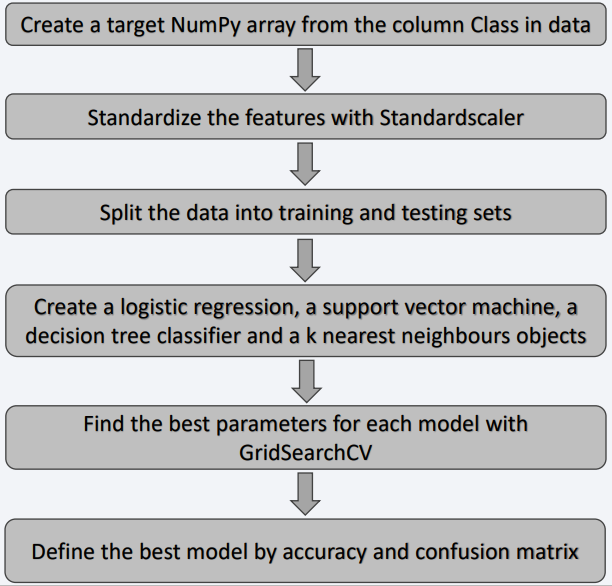 Create a target NumPy array from the column Class in data
Standardize the features with Standardscaler
Split the data into training and testing sets
Create a logistic regression, a support vector machine, a
decision tree classifier and a k nearest neighbours objects
Find the best parameters for each model with
GridSearchCV
Define the best model by accuracy and confusion matrix